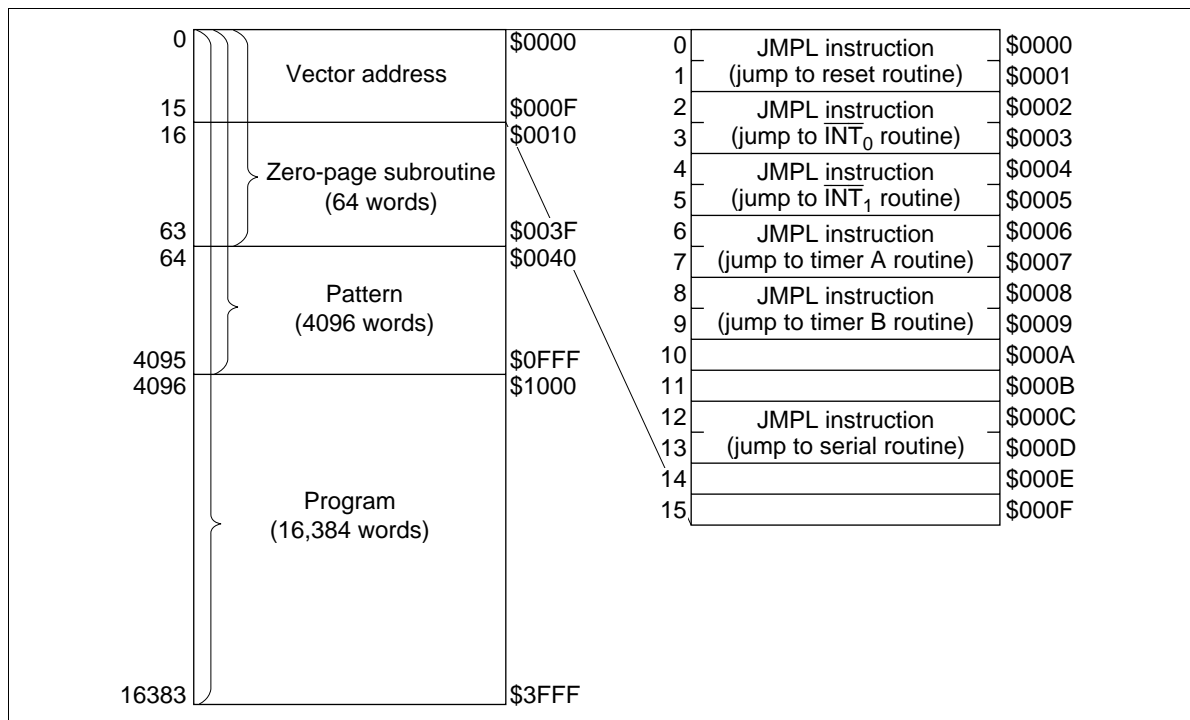 0
Vector address
15
$0000
$000F
16
Zero-page subroutine
(64 words)
63
$0010
$003F
64
Pattern
(4096 words)
4095
$0040
$0FFF
4096
Program
(16,384 words)
16383
$1000
$3FFF
0
JMPL instruction
$0000
1
(jump to reset routine)
$0001
2
JMPL instruction
$0002
3
(jump to I̅N̅T̅₀ routine)
$0003
4
JMPL instruction
$0004
5
(jump to I̅N̅T̅₁ routine)
$0005
6
JMPL instruction
$0006
7
(jump to timer A routine)
$0007
8
JMPL instruction
$0008
9
(jump to timer B routine)
$0009
10
$000A
11
$000B
12
JMPL instruction
$000C
13
(jump to serial routine)
$000D
14
$000E
15
$000F